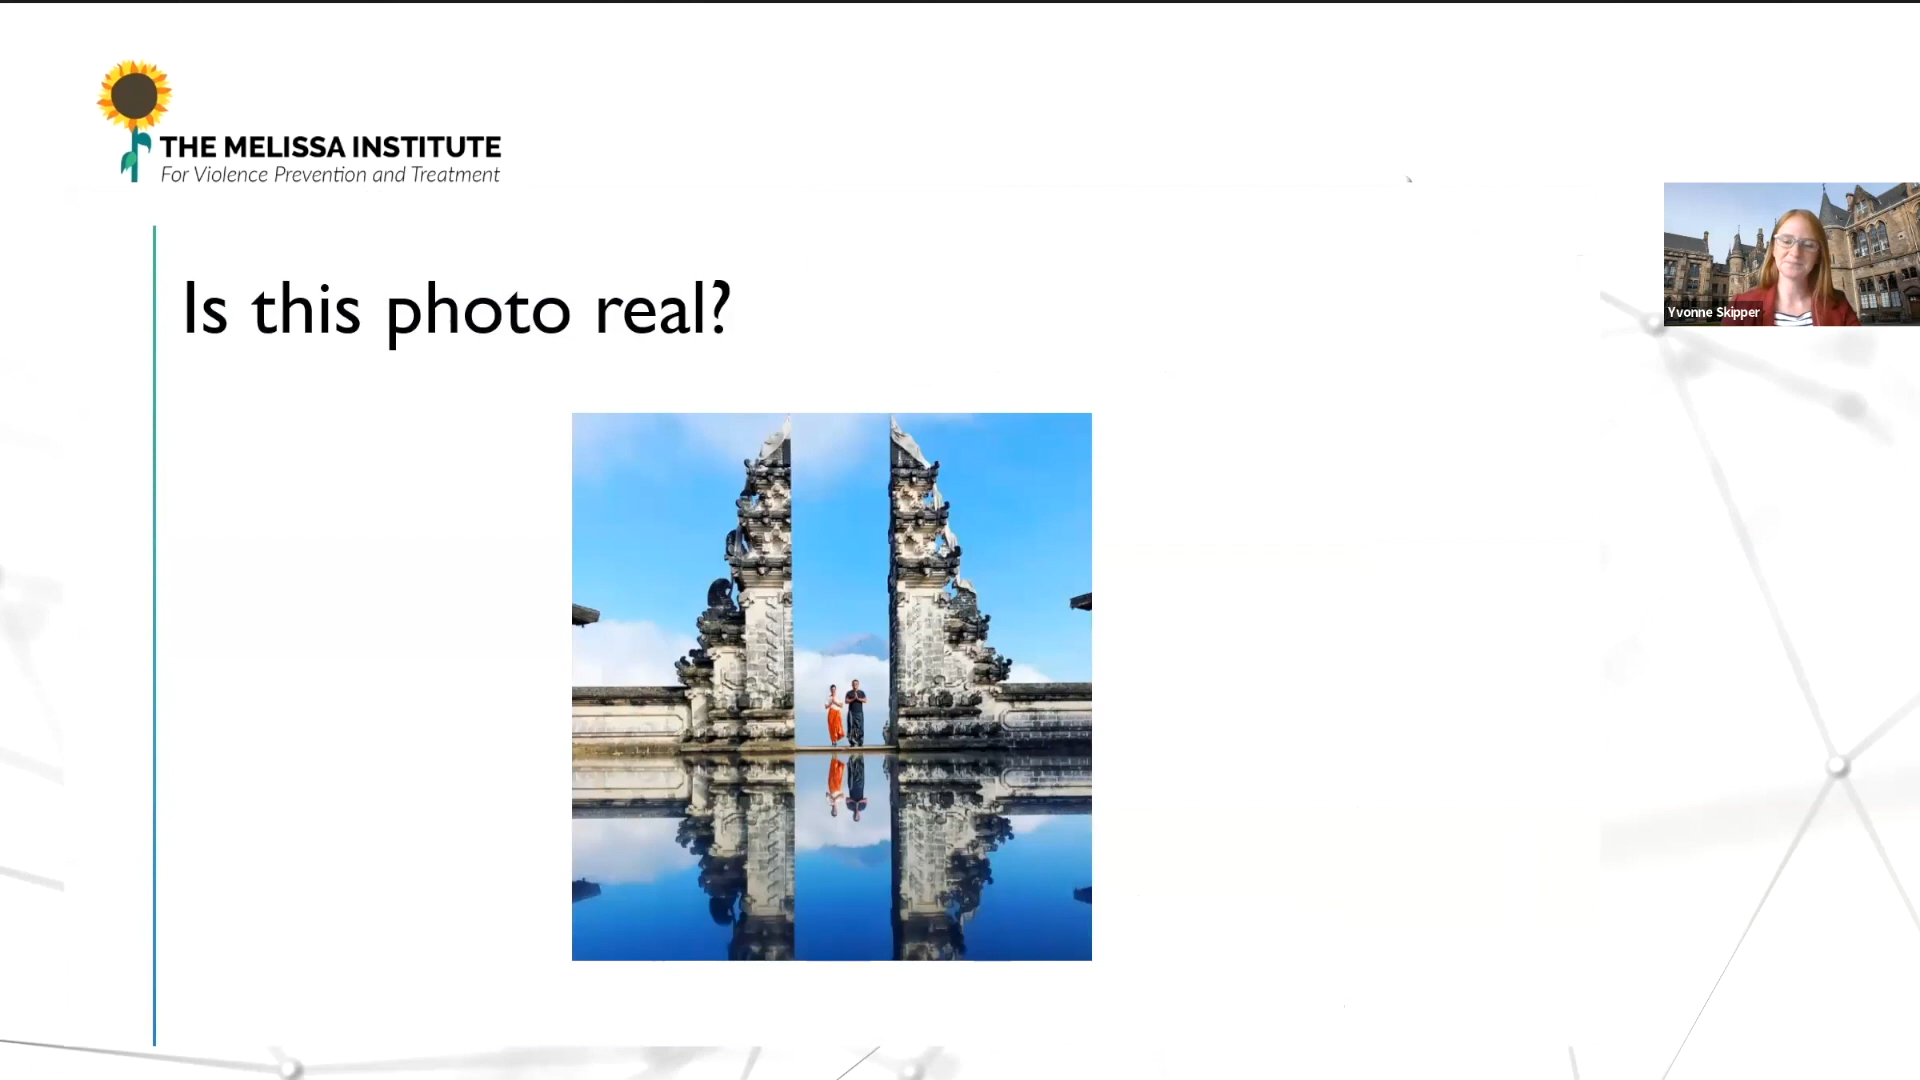 THE MELISSA INSTITUTE
For Violence Prevention and Treatment
Yvonne Skipper
Is this photo real?